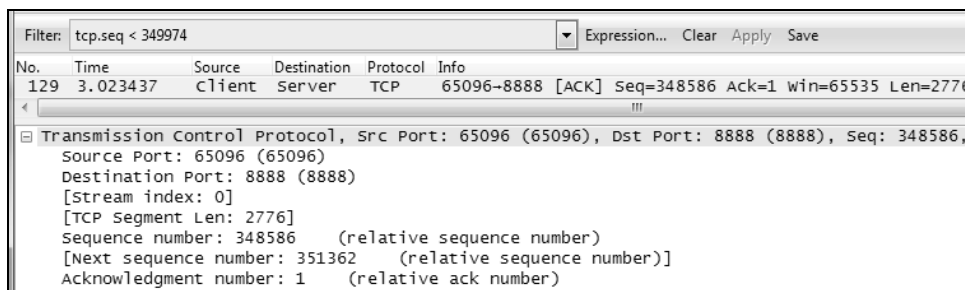 Filter: tcp.seq < 349974 Expression... Clear Apply Save
No. Time Source Destination Protocol Info
129 3.023437 Client Server TCP 65096→8888 [ACK] Seq=348586 Ack=1 Win=65535 Len=2776
Transmission Control Protocol, Src Port: 65096 (65096), Dst Port: 8888 (8888), Seq: 348586,
Source Port: 65096 (65096)
Destination Port: 8888 (8888)
[Stream index: 0]
[TCP Segment Len: 2776]
Sequence number: 348586 (relative sequence number)
[Next sequence number: 351362 (relative sequence number)]
Acknowledgment number: 1 (relative ack number)